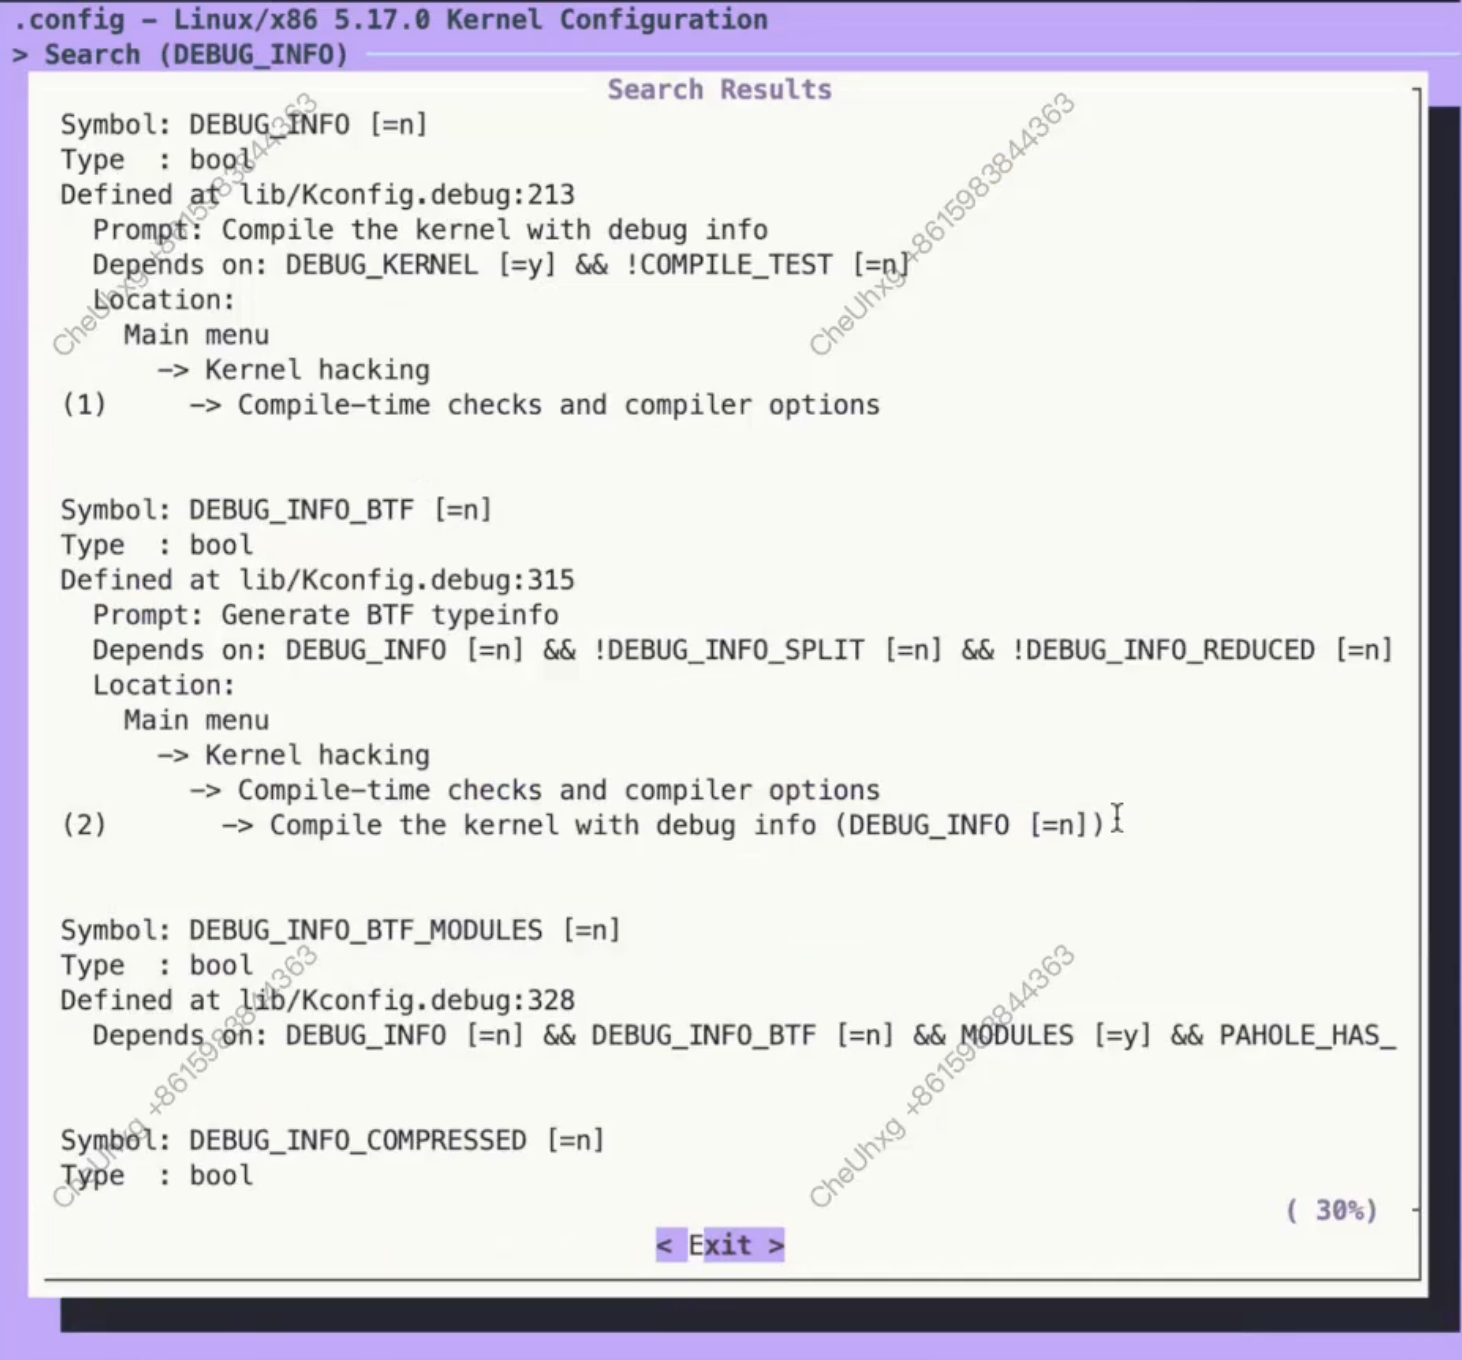 .config - Linux/x86 5.17.0 Kernel Configuration
> Search (DEBUG_INFO)
Search Results
Symbol: DEBUG_INFO [=n]
Type  : bool
Defined at lib/Kconfig.debug:213
  Prompt: Compile the kernel with debug info
  Depends on: DEBUG_KERNEL [=y] && !COMPILE_TEST [=n]
  Location:
    Main menu
      -> Kernel hacking
(1)     -> Compile-time checks and compiler options
Symbol: DEBUG_INFO_BTF [=n]
Type  : bool
Defined at lib/Kconfig.debug:315
  Prompt: Generate BTF typeinfo
  Depends on: DEBUG_INFO [=n] && !DEBUG_INFO_SPLIT [=n] && !DEBUG_INFO_REDUCED [=n]
  Location:
    Main menu
      -> Kernel hacking
        -> Compile-time checks and compiler options
(2)       -> Compile the kernel with debug info (DEBUG_INFO [=n])
Symbol: DEBUG_INFO_BTF_MODULES [=n]
Type  : bool
Defined at lib/Kconfig.debug:328
  Depends on: DEBUG_INFO [=n] && DEBUG_INFO_BTF [=n] && MODULES [=y] && PAHOLE_HAS_
Symbol: DEBUG_INFO_COMPRESSED [=n]
Type  : bool
( 30%)
< Exit >
CheUhxg +8615983844363
CheUhxg +8615983844363
CheUhxg +8615983844363
CheUhxg +8615983844363